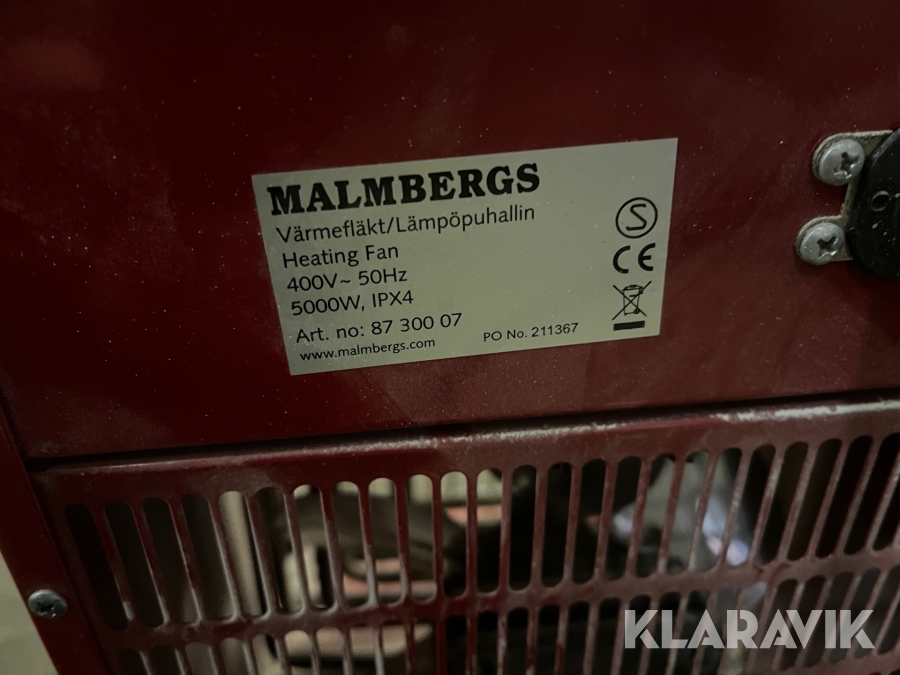 MALMBERGS
Värmefläkt/Lämpöpuhallin
Heating Fan
400V~ 50Hz
5000W, IPX4
Art. no: 87 300 07
www.malmbergs.com
PO No. 211367
S
CE
KLARAVIK